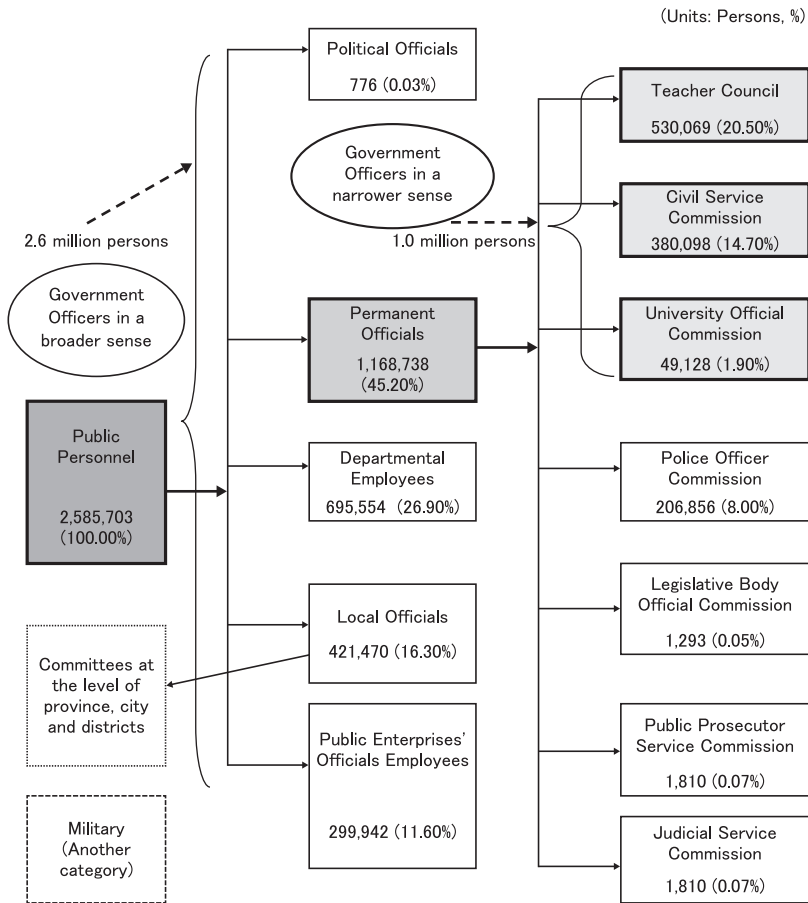 (Units: Persons, %)
Political Officials
776 (0.03%)
Government
Officers in a
narrower sense
1.0 million persons
2.6 million persons
Government
Officers in a
broader sense
Public
Personnel
2,585,703
(100.00%)
Permanent
Officials
1,168,738
(45.20%)
Departmental
Employees
695,554 (26.90%)
Local Officials
421,470 (16.30%)
Public Enterprises'
Officials Employees
299,942 (11.60%)
Committees at
the level of
province, city
and districts
Military
(Another
category)
Teacher Council
530,069 (20.50%)
Civil Service
Commission
380,098 (14.70%)
University Official
Commission
49,128 (1.90%)
Police Officer
Commission
206,856 (8.00%)
Legislative Body
Official Commission
1,293 (0.05%)
Public Prosecutor
Service Commission
1,810 (0.07%)
Judicial Service
Commission
1,810 (0.07%)